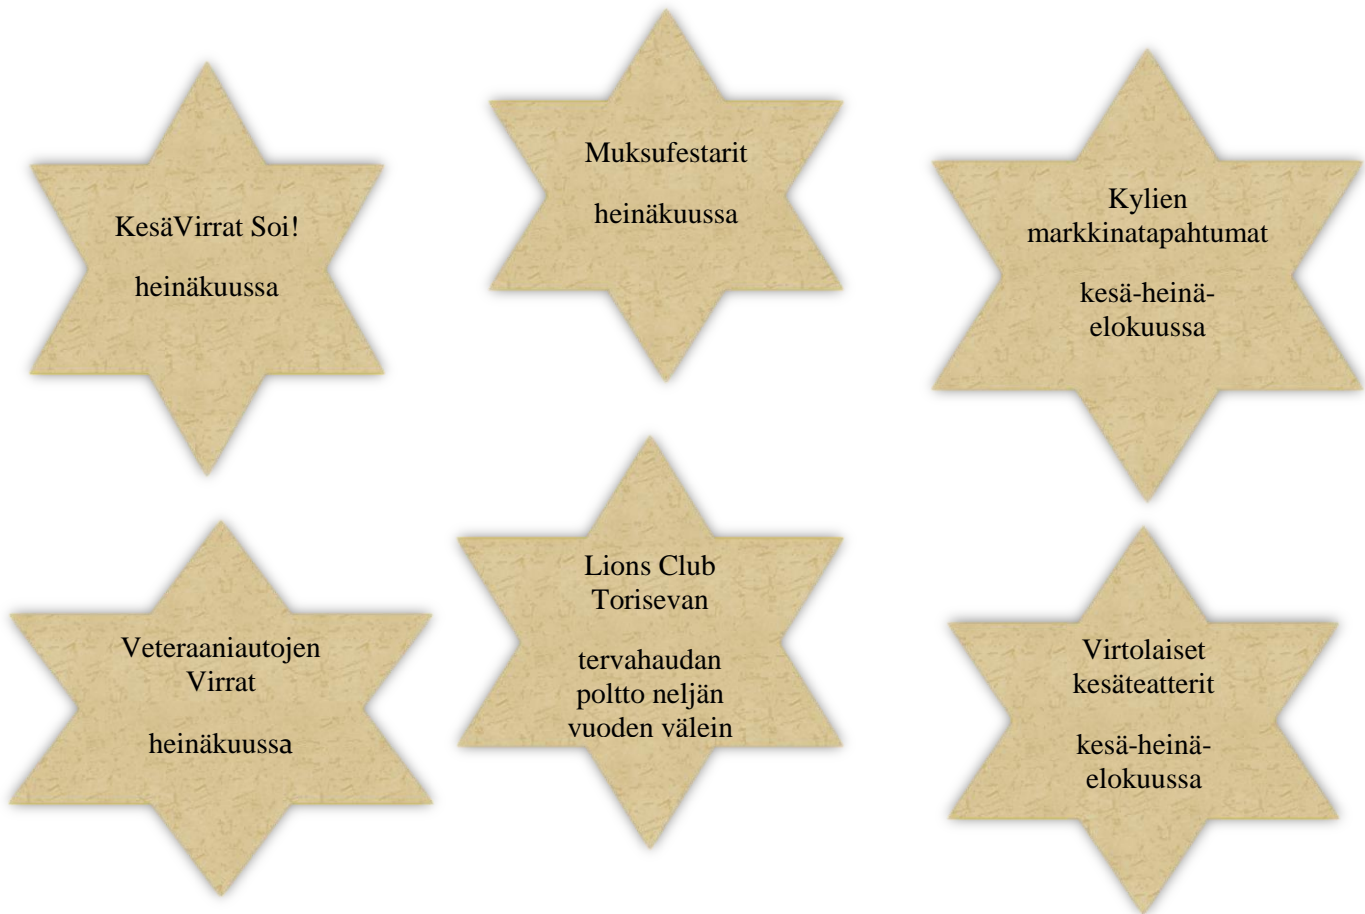 KesäVirrat Soi!
heinäkuussa
Muksufestarit
heinäkuussa
Kylien
markkinatapahtumat
kesä-heinä-
elokuussa
Veteraaniautojen
Virrat
heinäkuussa
Lions Club
Torisevan
tervahaudan
poltto neljän
vuoden välein
Virtolaiset
kesäteatterit
kesä-heinä-
elokuussa